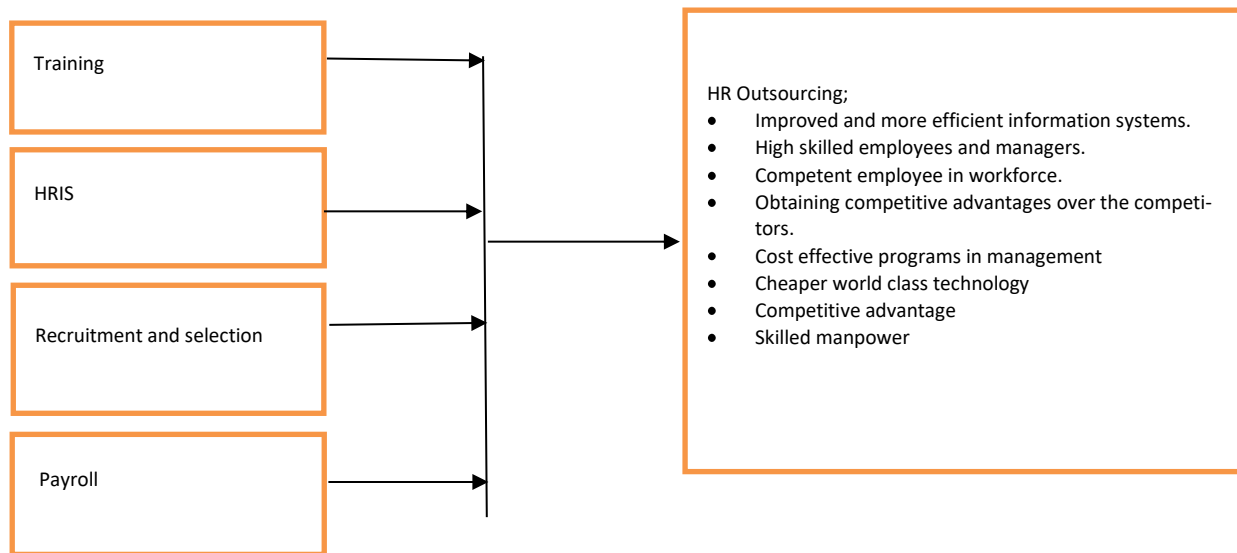 Training
HRIS
Recruitment and selection
Payroll
HR Outsourcing;
• Improved and more efficient information systems.
• High skilled employees and managers.
• Competent employee in workforce.
• Obtaining competitive advantages over the competi-
tors.
• Cost effective programs in management
• Cheaper world class technology
• Competitive advantage
• Skilled manpower